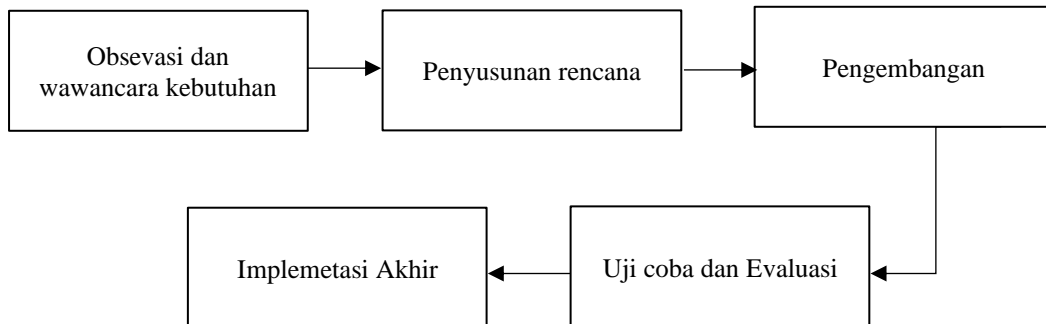 Obsevasi dan
wawancara kebutuhan
Penyusunan rencana
Pengembangan
Uji coba dan Evaluasi
Implemetasi Akhir